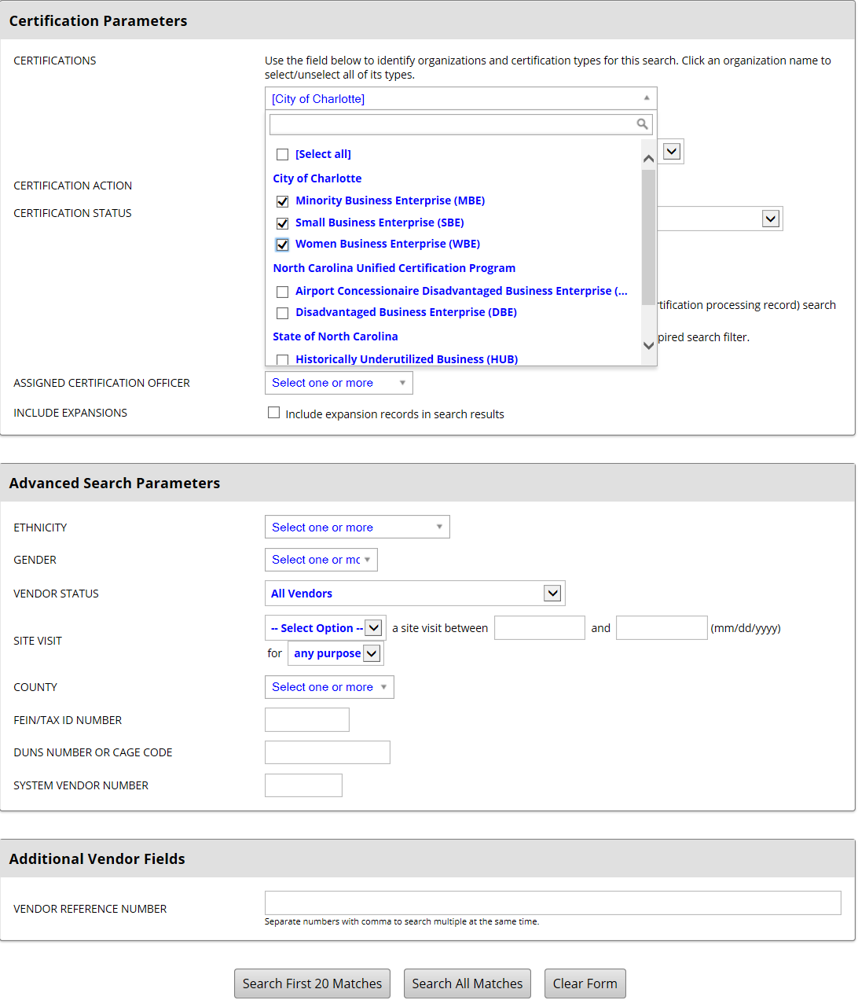 Certification Parameters
CERTIFICATIONS
Use the field below to identify organizations and certification types for this search. Click an organization name to
select/unselect all of its types.
[City of Charlotte]
[Select all]
City of Charlotte
CERTIFICATION ACTION
Minority Business Enterprise (MBE)
CERTIFICATION STATUS
Small Business Enterprise (SBE)
Women Business Enterprise (WBE)
North Carolina Unified Certification Program
Airport Concessionaire Disadvantaged Business Enterprise (...
rtification processing record) search
Disadvantaged Business Enterprise (DBE)
State of North Carolina
pired search filter.
Historically Underutilized Business (HUB)
ASSIGNED CERTIFICATION OFFICER
Select one or more
INCLUDE EXPANSIONS
Include expansion records in search results
Advanced Search Parameters
ETHNICITY
Select one or more
GENDER
Select one or mc
VENDOR STATUS
All Vendors
SITE VISIT
-- Select Option -- a site visit between and (mm/dd/yyyy)
for any purpose
COUNTY
Select one or more
FEIN/TAX ID NUMBER
DUNS NUMBER OR CAGE CODE
SYSTEM VENDOR NUMBER
Additional Vendor Fields
VENDOR REFERENCE NUMBER
Separate numbers with comma to search multiple at the same time.
Search First 20 Matches
Search All Matches
Clear Form